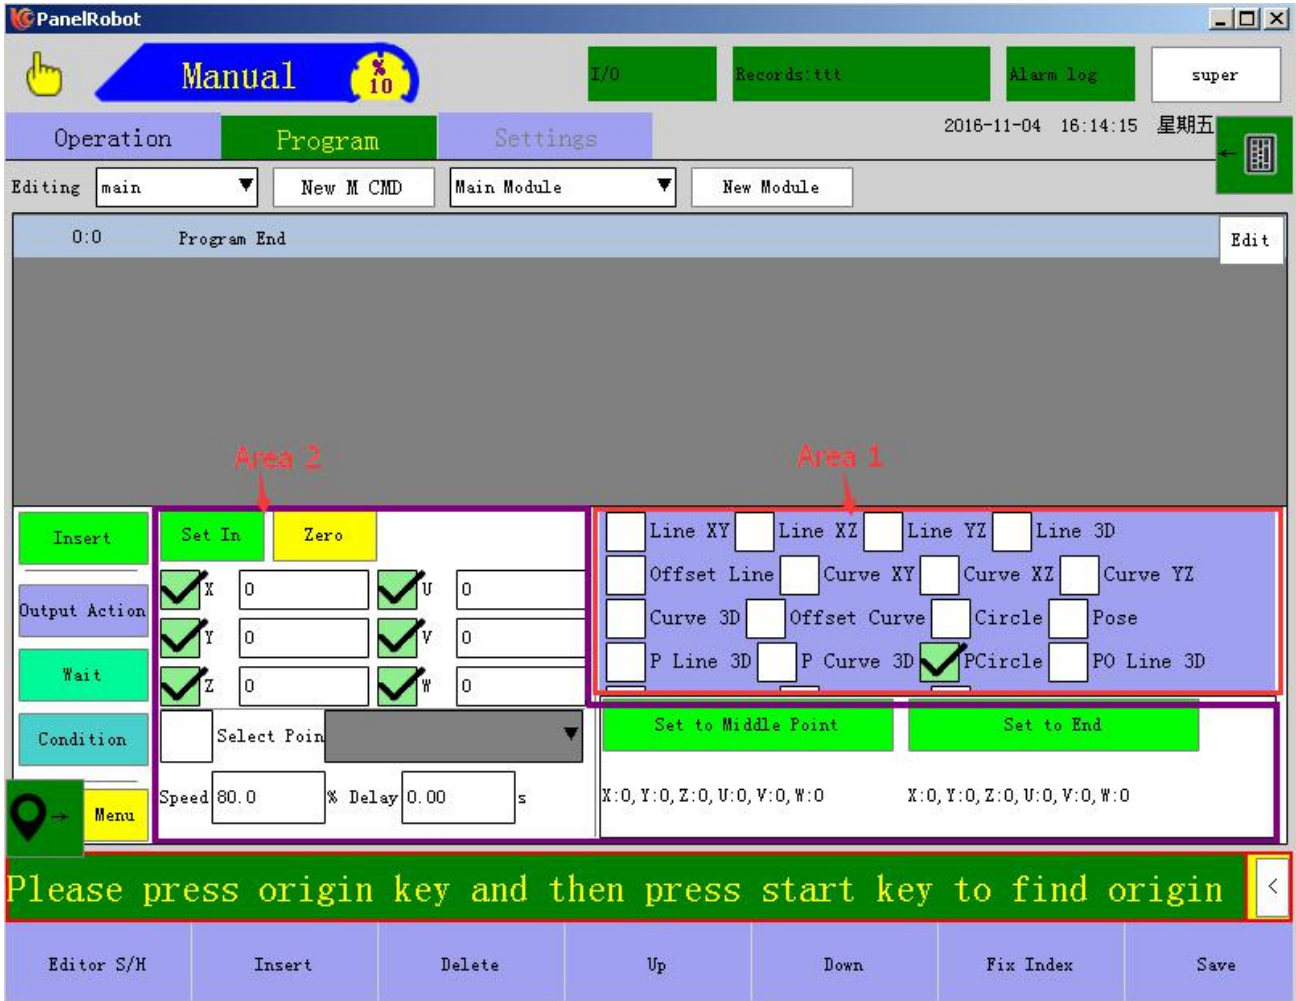 PanelRobot
Manual % 10 I/O Records:ttt Alarm log super
Operation Program Settings 2016-11-04 16:14:15 星期五
Editing main New M CMD Main Module New Module
0:0 Program End Edit
Area 2 Area 1
Insert Set In Zero Line XY Line XZ Line YZ Line 3D
X 0 U 0 Offset Line Curve XY Curve XZ Curve YZ
Output Action Y 0 V 0 Curve 3D Offset Curve Circle Pose
Wait Z 0 W 0 P Line 3D P Curve 3D PCircle PO Line 3D
Condition Select Poin Set to Middle Point Set to End
Menu Speed 80.0 % Delay 0.00 s X:0,Y:0,Z:0,U:0,V:0,W:0 X:0,Y:0,Z:0,U:0,V:0,W:0
Please press origin key and then press start key to find origin <
Editor S/H Insert Delete Up Down Fix Index Save